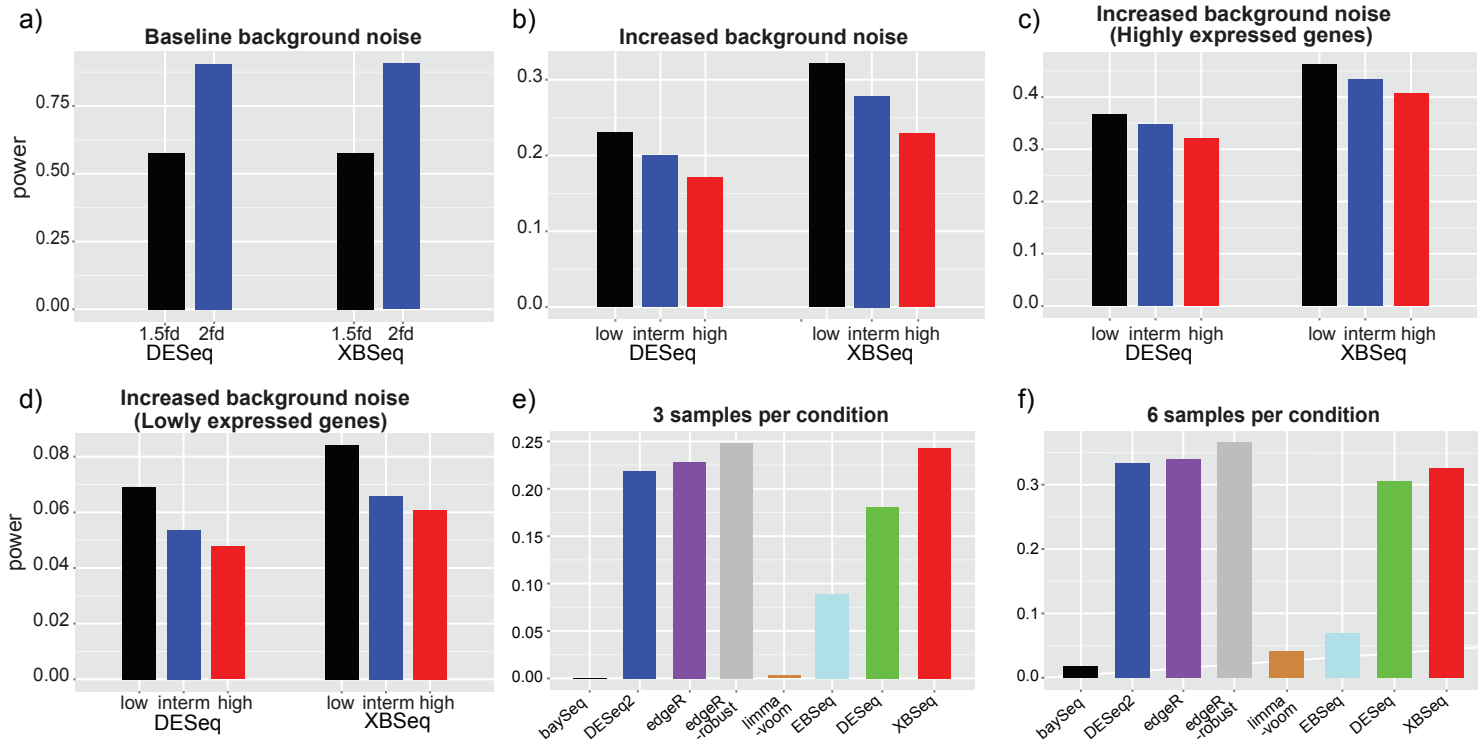 a)
Baseline background noise
power
0.75
0.50
0.25
0.00
1.5fd 2fd 1.5fd 2fd
DESeq XBSeq
b)
Increased background noise
0.3
0.2
0.1
0.0
low interm high low interm high
DESeq XBSeq
c)
Increased background noise
(Highly expressed genes)
0.4
0.3
0.2
0.1
0.0
low interm high low interm high
DESeq XBSeq
d)
Increased background noise
(Lowly expressed genes)
power
0.08
0.06
0.04
0.02
0.00
low interm high low interm high
DESeq XBSeq
e)
3 samples per condition
0.25
0.20
0.15
0.10
0.05
0.00
baySeq
DESeq2
edgeR
edgeR
-robust
limma
-voom
EBSeq
DESeq
XBSeq
f)
6 samples per condition
0.3
0.2
0.1
0.0
baySeq
DESeq2
edgeR
edgeR
-robust
limma
-voom
EBSeq
DESeq
XBSeq